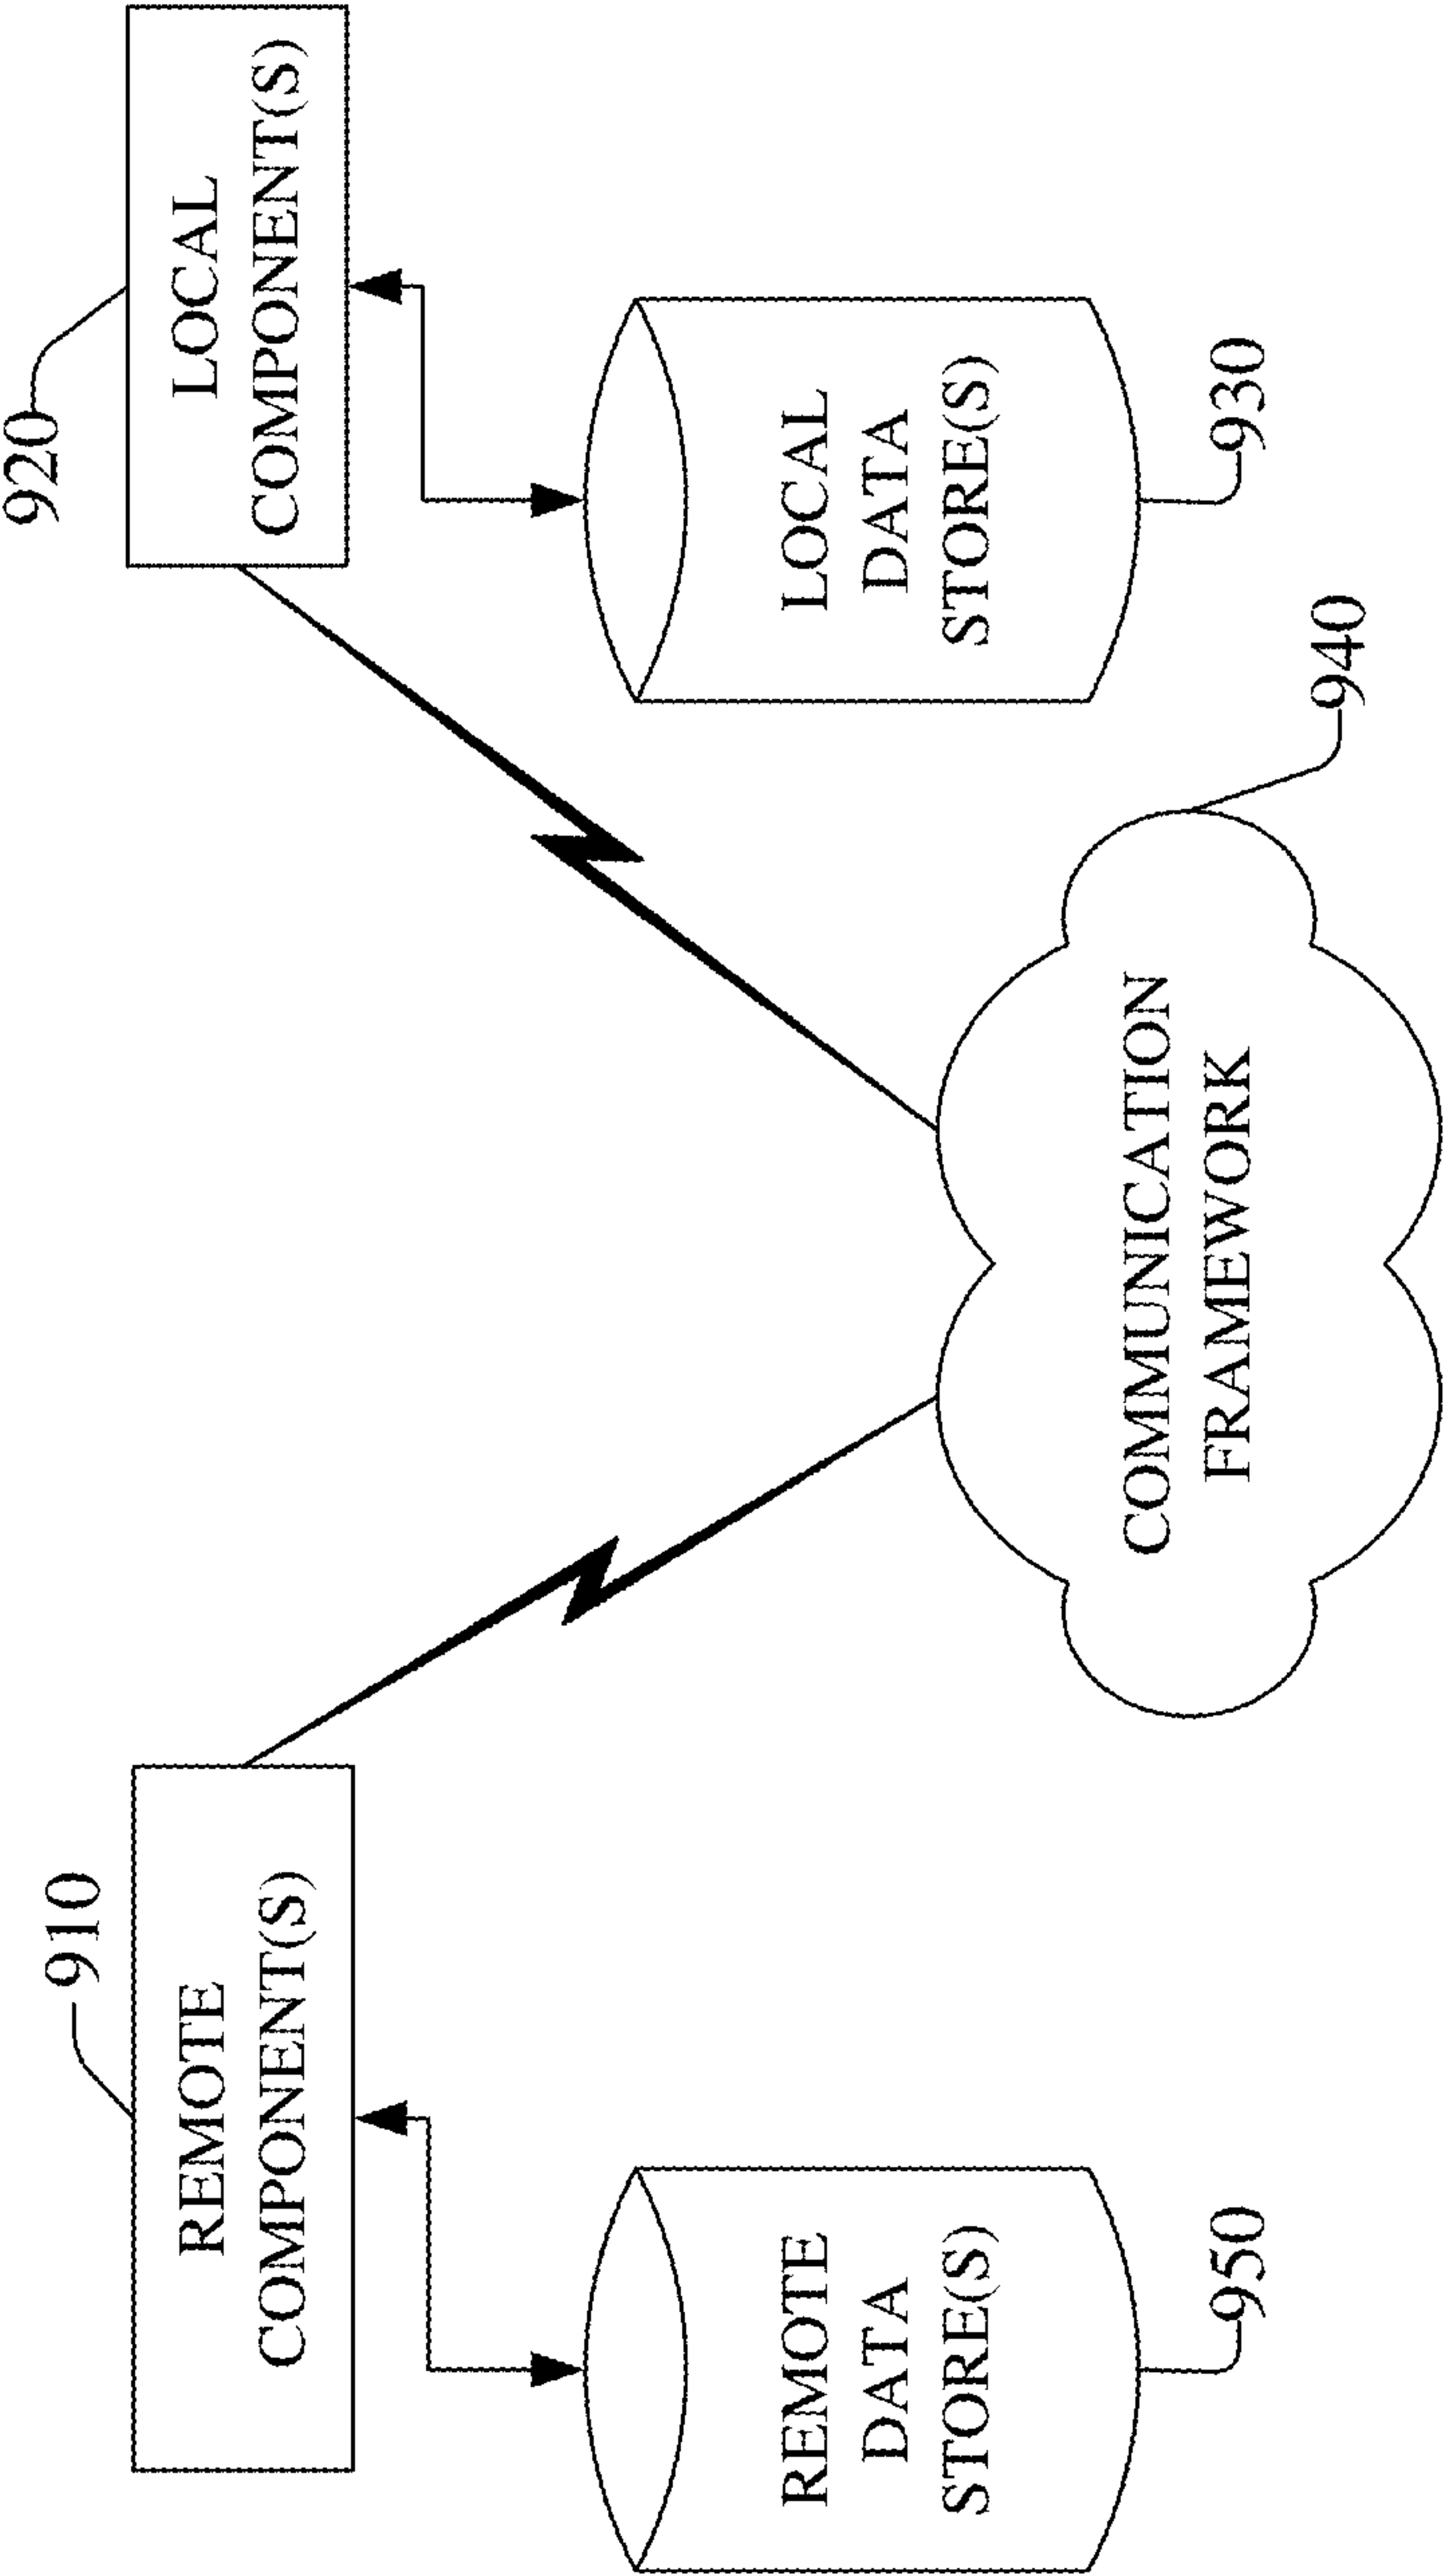 910
REMOTE
COMPONENT(S)
920
LOCAL
COMPONENT(S)
REMOTE
DATA
STORE(S)
950
LOCAL
DATA
STORE(S)
930
COMMUNICATION
FRAMEWORK
940